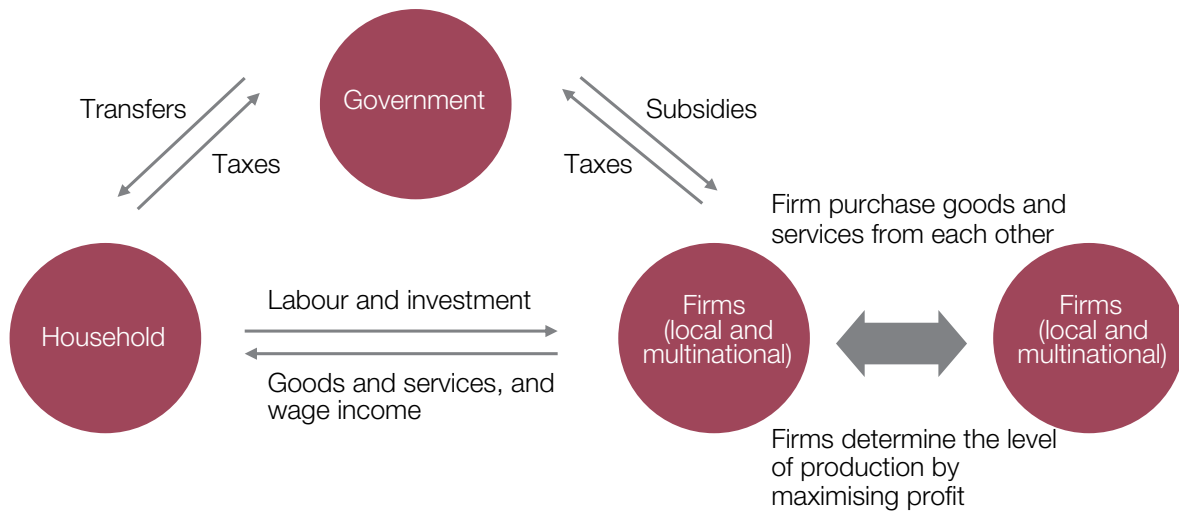 Government
Transfers
Taxes
Subsidies
Taxes
Firm purchase goods and
services from each other
Household
Labour and investment
Goods and services, and
wage income
Firms
(local and
multinational)
Firms
(local and
multinational)
Firms determine the level
of production by
maximising profit